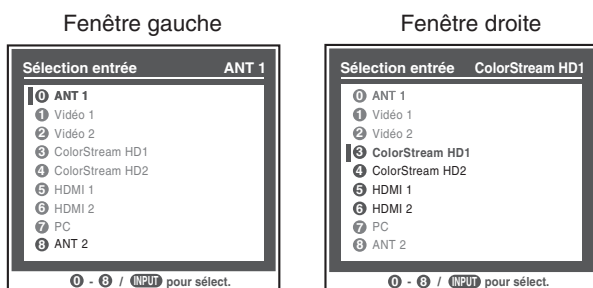 Fenêtre gauche
Sélection entrée ANT 1
0 ANT 1
1 Vidéo 1
2 Vidéo 2
3 ColorStream HD1
4 ColorStream HD2
5 HDMI 1
6 HDMI 2
7 PC
8 ANT 2
0 - 8 / INPUT pour sélect.
Fenêtre droite
Sélection entrée ColorStream HD1
0 ANT 1
1 Vidéo 1
2 Vidéo 2
3 ColorStream HD1
4 ColorStream HD2
5 HDMI 1
6 HDMI 2
7 PC
8 ANT 2
0 - 8 / INPUT pour sélect.